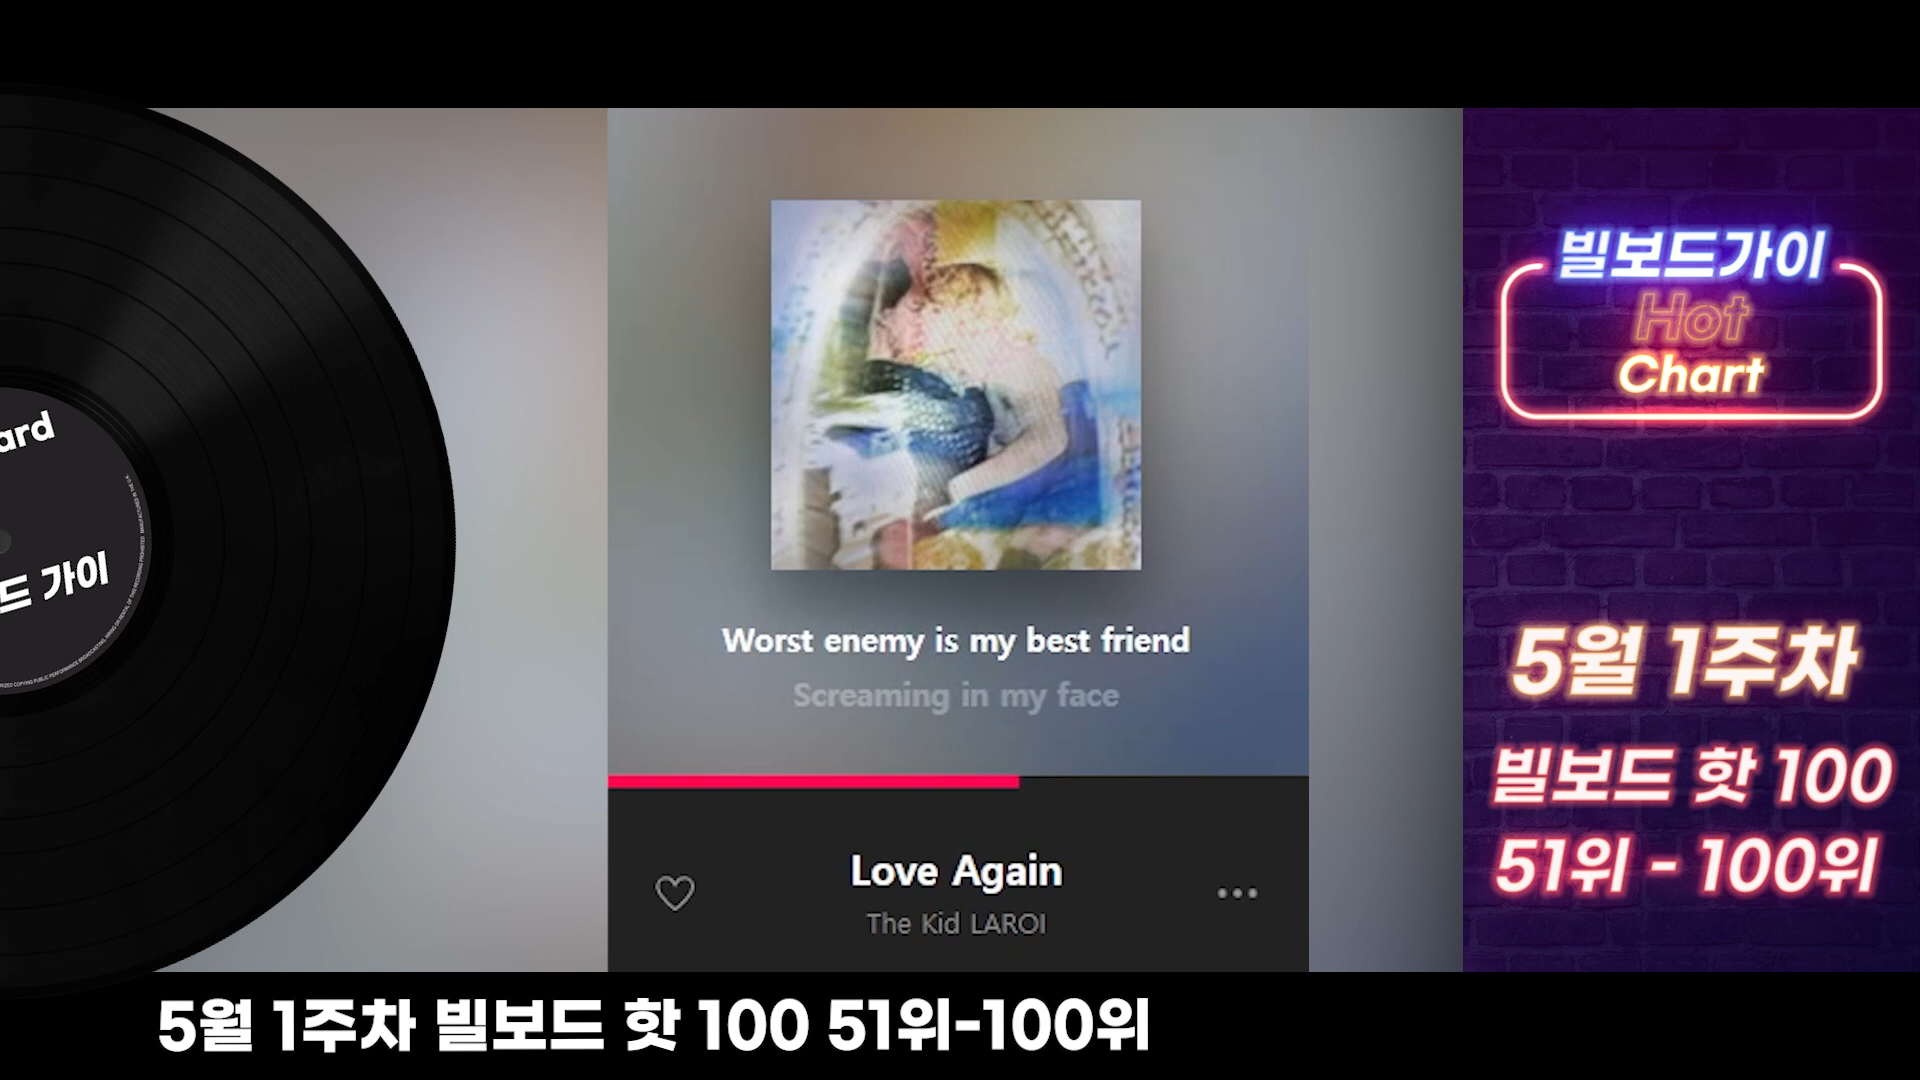 ard
드 가이
Worst enemy is my best friend
Screaming in my face
Love Again
The Kid LAROI
빌보드가이
Hot
Chart
5월 1주차
빌보드 핫 100
51위 - 100위
5월 1주차 빌보드 핫 100 51위-100위